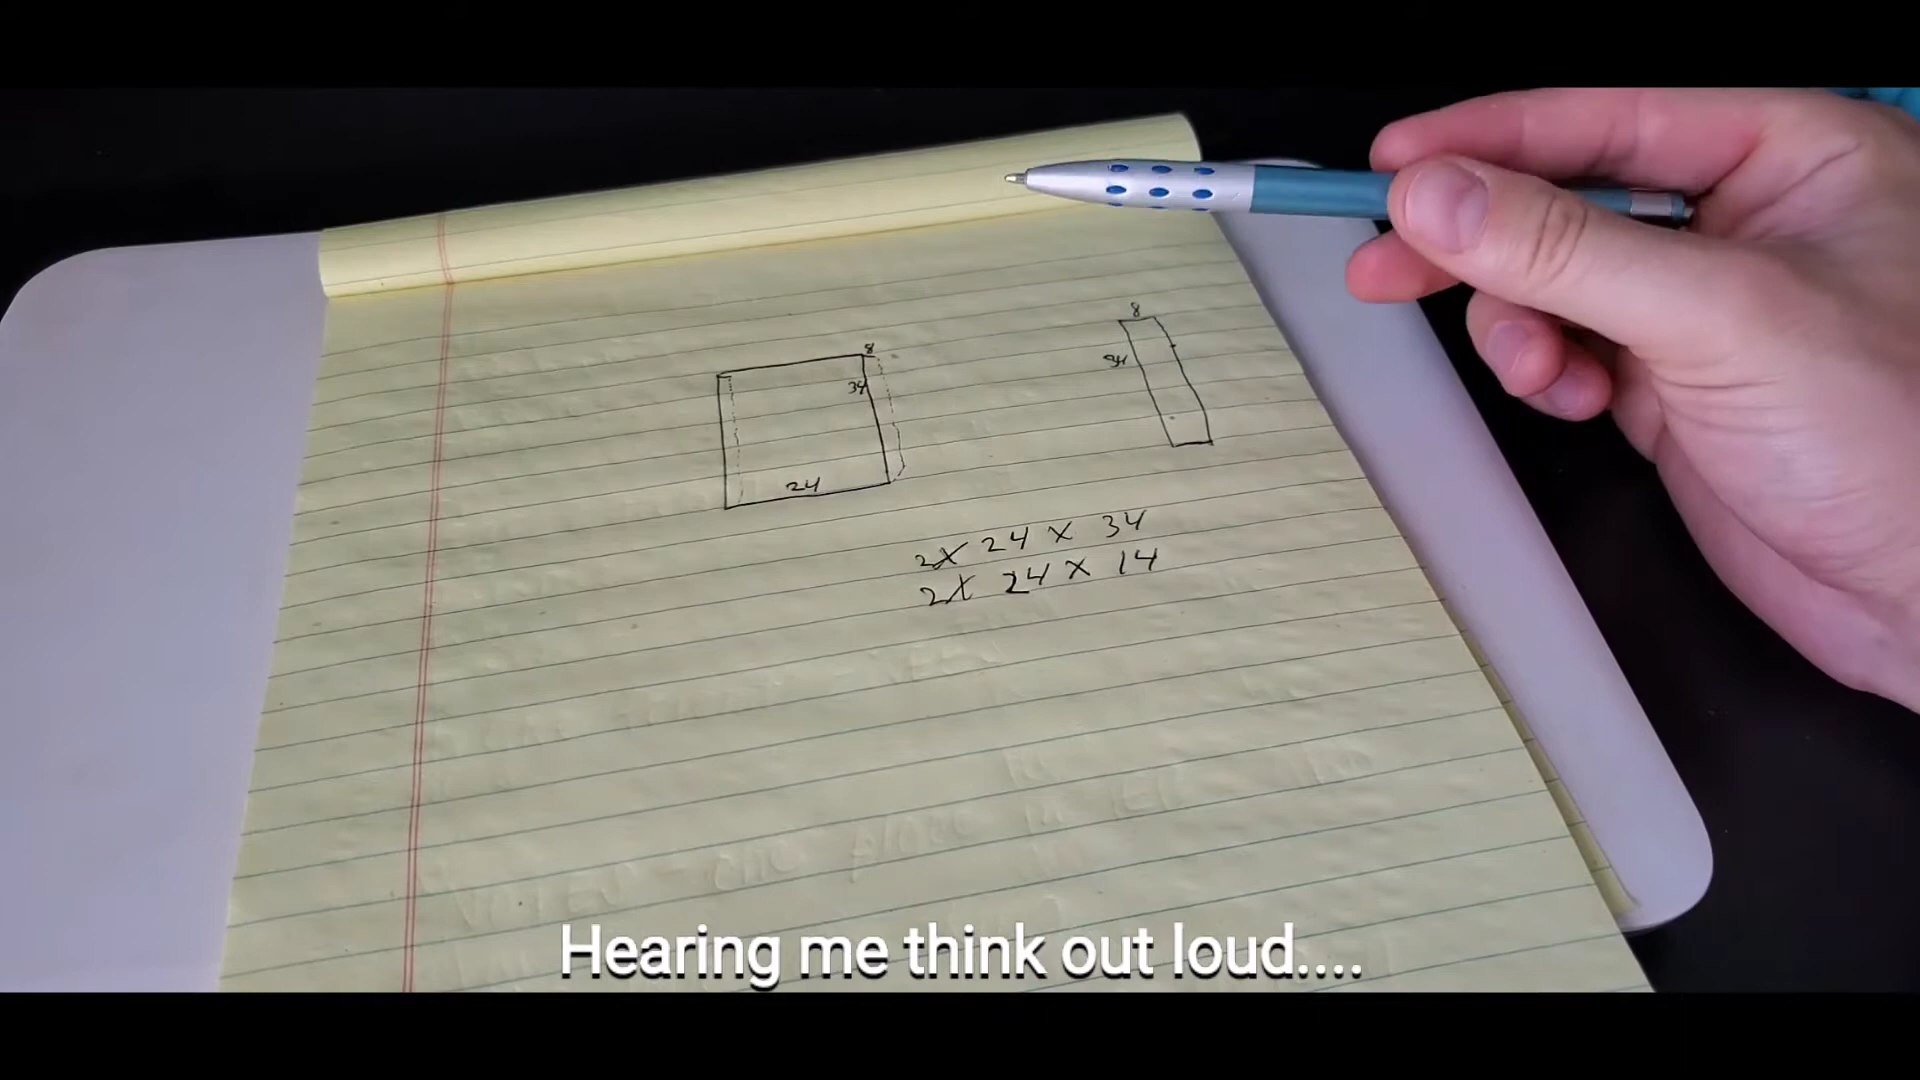 8
34
24
8
34
2x 24 x 34
2x 24 x 14
Hearing me think out loud....